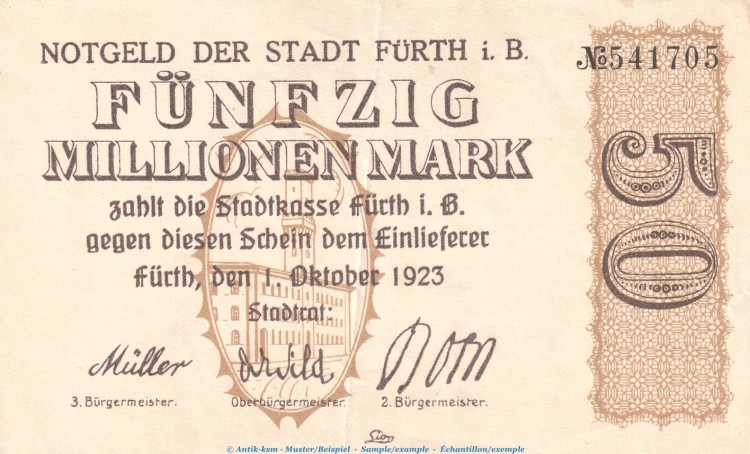 NOTGELD DER STADT FÜRTH i. B.
№541705
FÜNFZIG
MILLIONEN MARK
zahlt die Stadtkasse Fürth i. B.
gegen diesen Schein dem Einlieferer
Fürth, den 1. Oktober 1923
Stadtrat:
Müller Dr Wild
3. Bürgermeister. Oberbürgermeister. 2. Bürgermeister.
50
© Antik-ksm - Muster/Beispiel - Sample/example - Échantillon/exemple